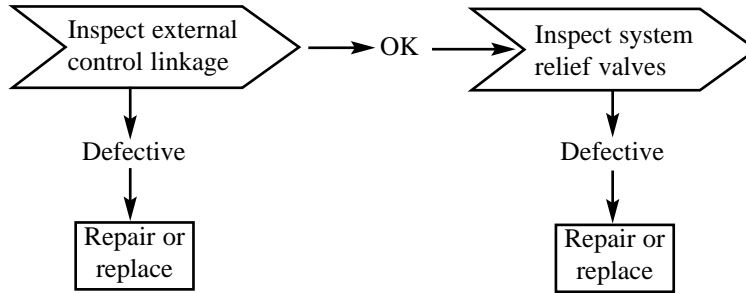 Inspect external
control linkage
OK
Inspect system
relief valves
Defective
Defective
Repair or
replace
Repair or
replace